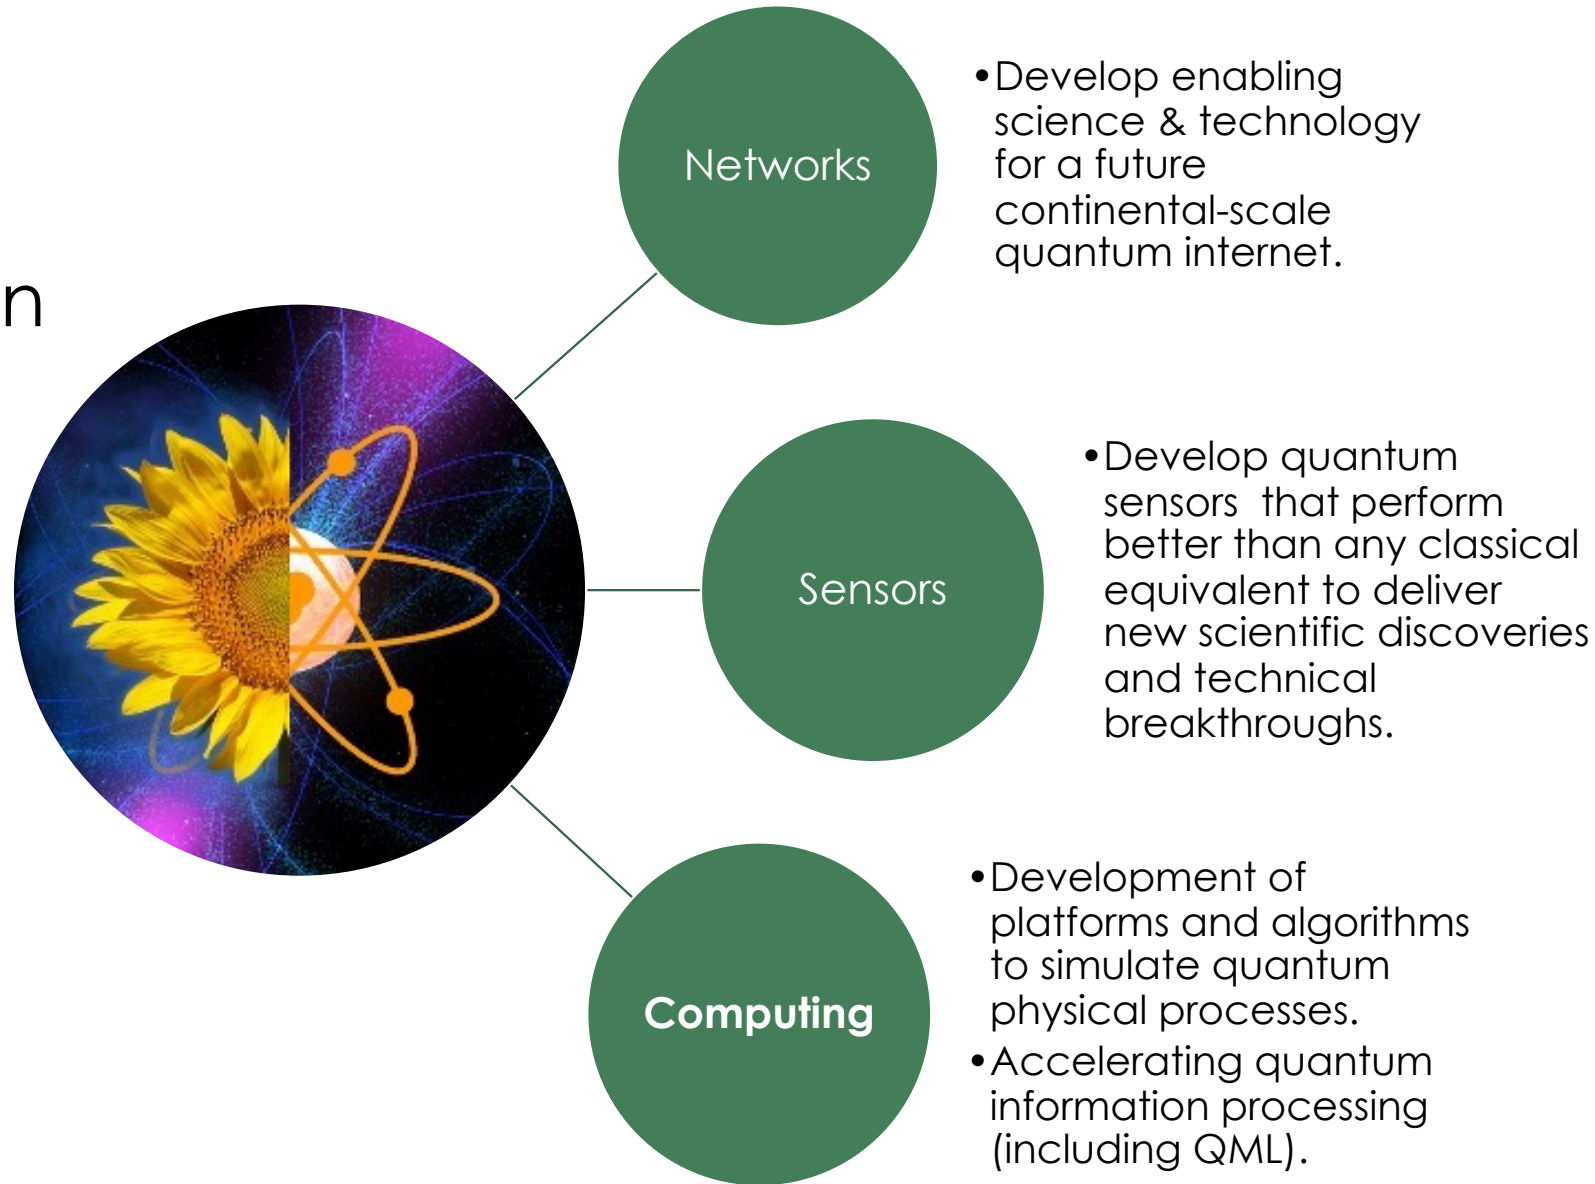 n
Networks
•Develop enabling
science & technology
for a future
continental-scale
quantum internet.
Sensors
•Develop quantum
sensors  that perform
better than any classical
equivalent to deliver
new scientific discoveries
and technical
breakthroughs.
Computing
•Development of
platforms and algorithms
to simulate quantum
physical processes.
•Accelerating quantum
information processing
(including QML).